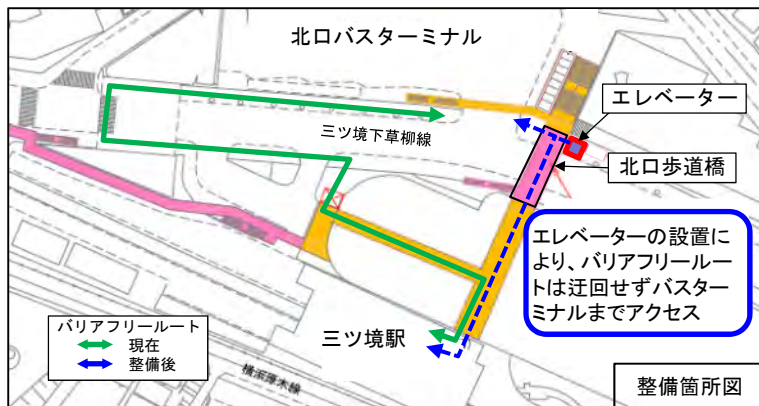 北口バスターミナル
エレベーター
三ツ境下草柳線
北口歩道橋
エレベーターの設置に
より、バリアフリールー
トは迂回せずバスター
ミナルまでアクセス
バリアフリールート
現在
整備後
三ツ境駅
横浜厚木線
整備箇所図